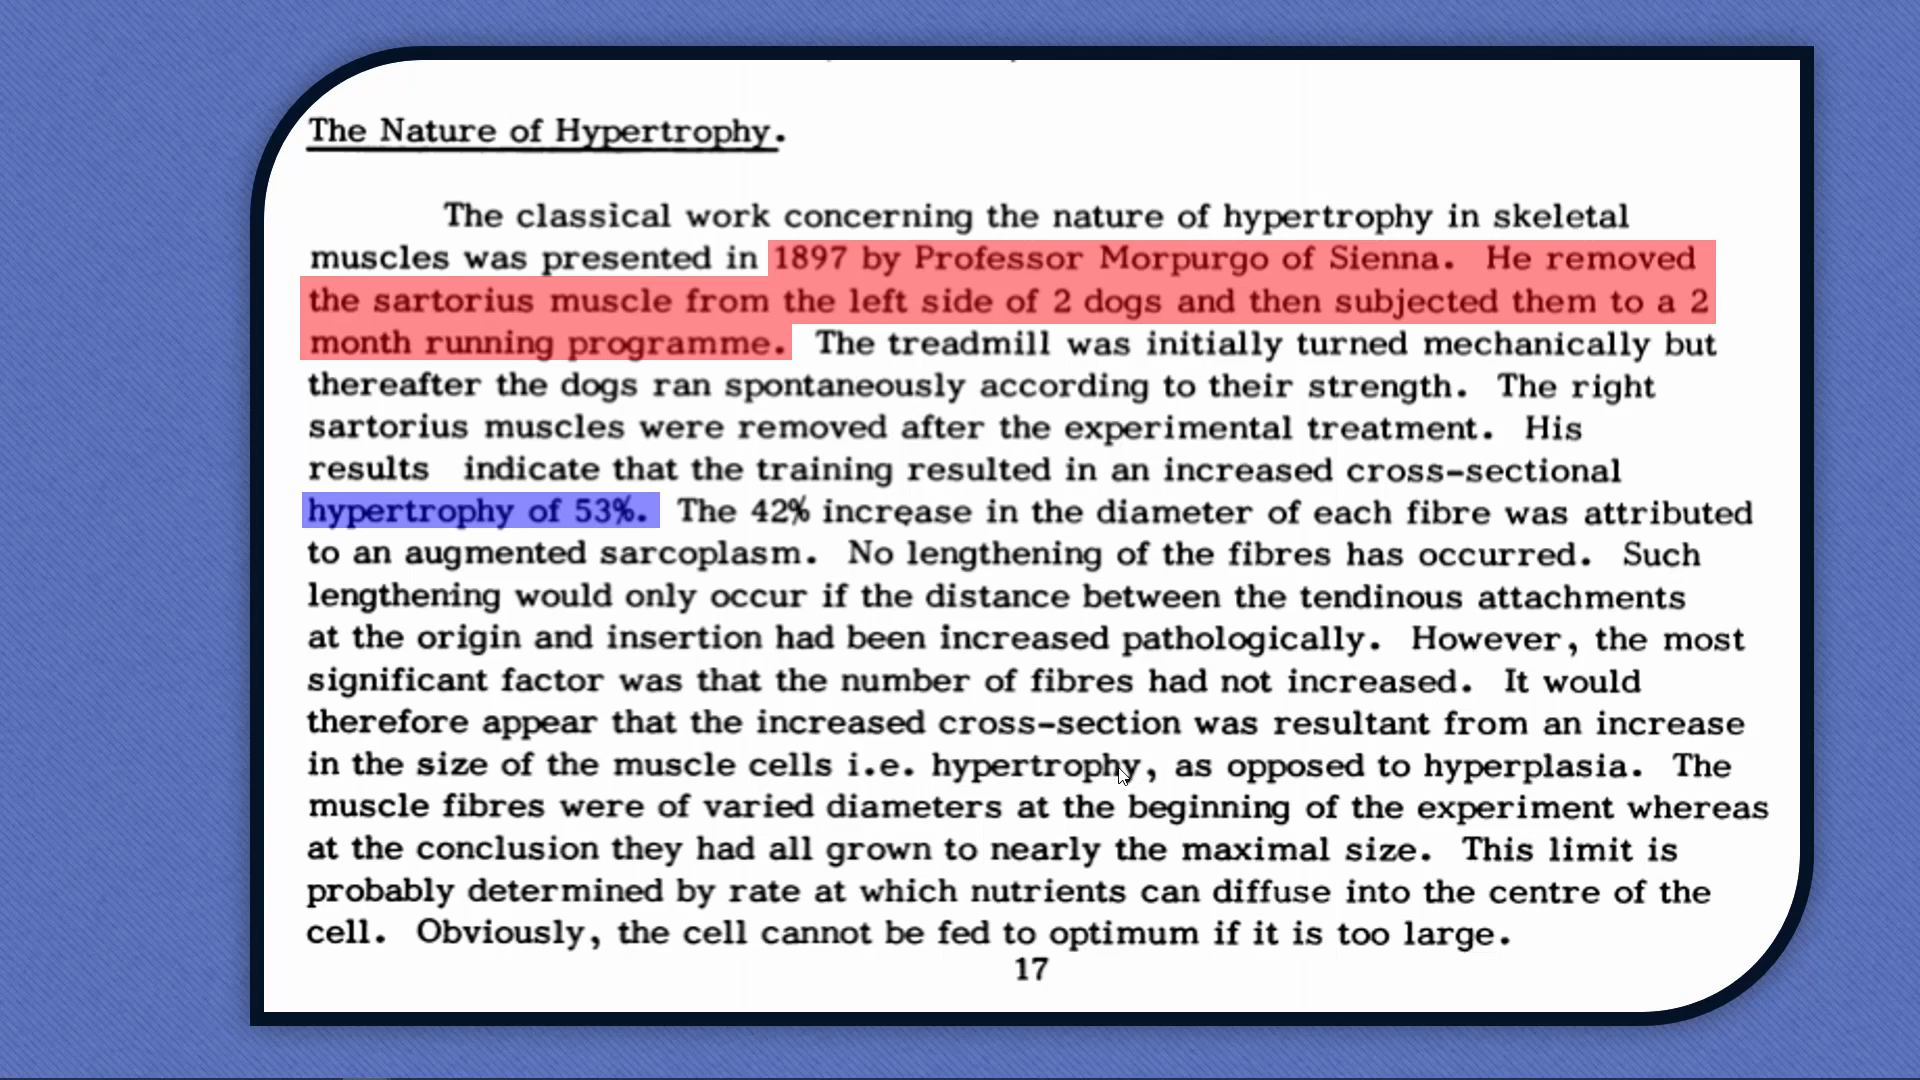 The Nature of Hypertrophy.
The classical work concerning the nature of hypertrophy in skeletal
muscles was presented in 1897 by Professor Morpurgo of Sienna. He removed
the sartorius muscle from the left side of 2 dogs and then subjected them to a 2
month running programme. The treadmill was initially turned mechanically but
thereafter the dogs ran spontaneously according to their strength. The right
sartorius muscles were removed after the experimental treatment. His
results indicate that the training resulted in an increased cross-sectional
hypertrophy of 53%. The 42% increase in the diameter of each fibre was attributed
to an augmented sarcoplasm. No lengthening of the fibres has occurred. Such
lengthening would only occur if the distance between the tendinous attachments
at the origin and insertion had been increased pathologically. However, the most
significant factor was that the number of fibres had not increased. It would
therefore appear that the increased cross-section was resultant from an increase
in the size of the muscle cells i.e. hypertrophy, as opposed to hyperplasia. The
muscle fibres were of varied diameters at the beginning of the experiment whereas
at the conclusion they had all grown to nearly the maximal size. This limit is
probably determined by rate at which nutrients can diffuse into the centre of the
cell. Obviously, the cell cannot be fed to optimum if it is too large.
17